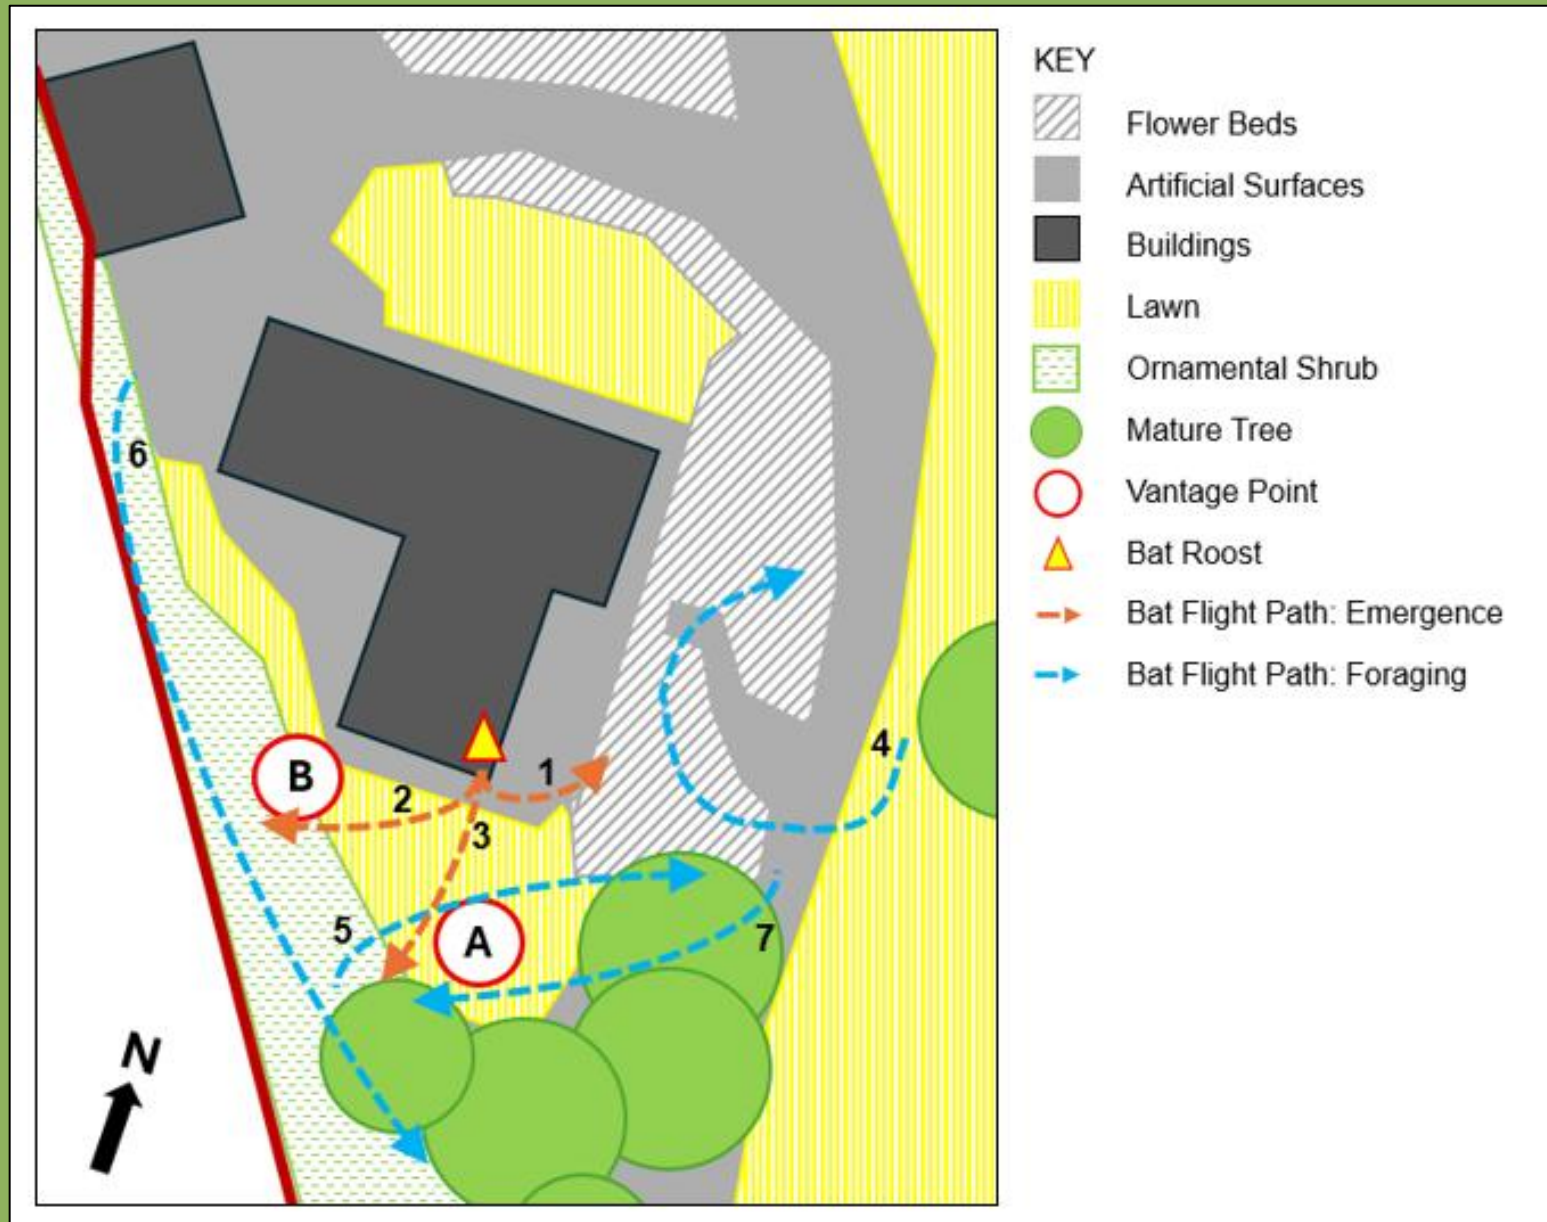 KEY
Flower Beds
Artificial Surfaces
Buildings
Lawn
Ornamental Shrub
Mature Tree
Vantage Point
Bat Roost
Bat Flight Path: Emergence
Bat Flight Path: Foraging
6
4
B
2
1
3
5
A
7
N